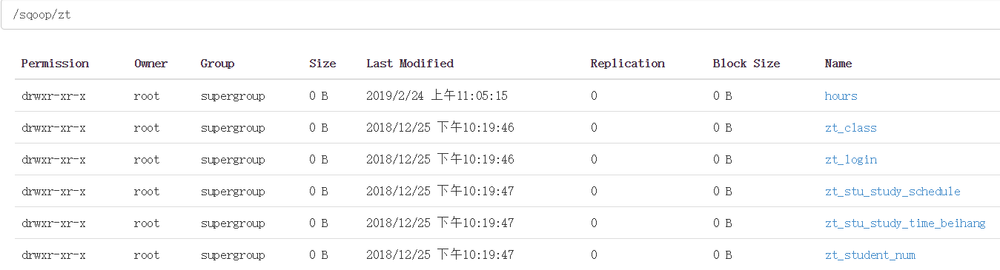 /sqoop/zt
Permission Owner Group Size Last Modified Replication Block Size Name
drwxr-xr-x root supergroup 0 B 2019/2/24 上午11:05:15 0 0 B hours
drwxr-xr-x root supergroup 0 B 2018/12/25 下午10:19:46 0 0 B zt_class
drwxr-xr-x root supergroup 0 B 2018/12/25 下午10:19:46 0 0 B zt_login
drwxr-xr-x root supergroup 0 B 2018/12/25 下午10:19:47 0 0 B zt_stu_study_schedule
drwxr-xr-x root supergroup 0 B 2018/12/25 下午10:19:47 0 0 B zt_stu_study_time_beihang
drwxr-xr-x root supergroup 0 B 2018/12/25 下午10:19:47 0 0 B zt_student_num